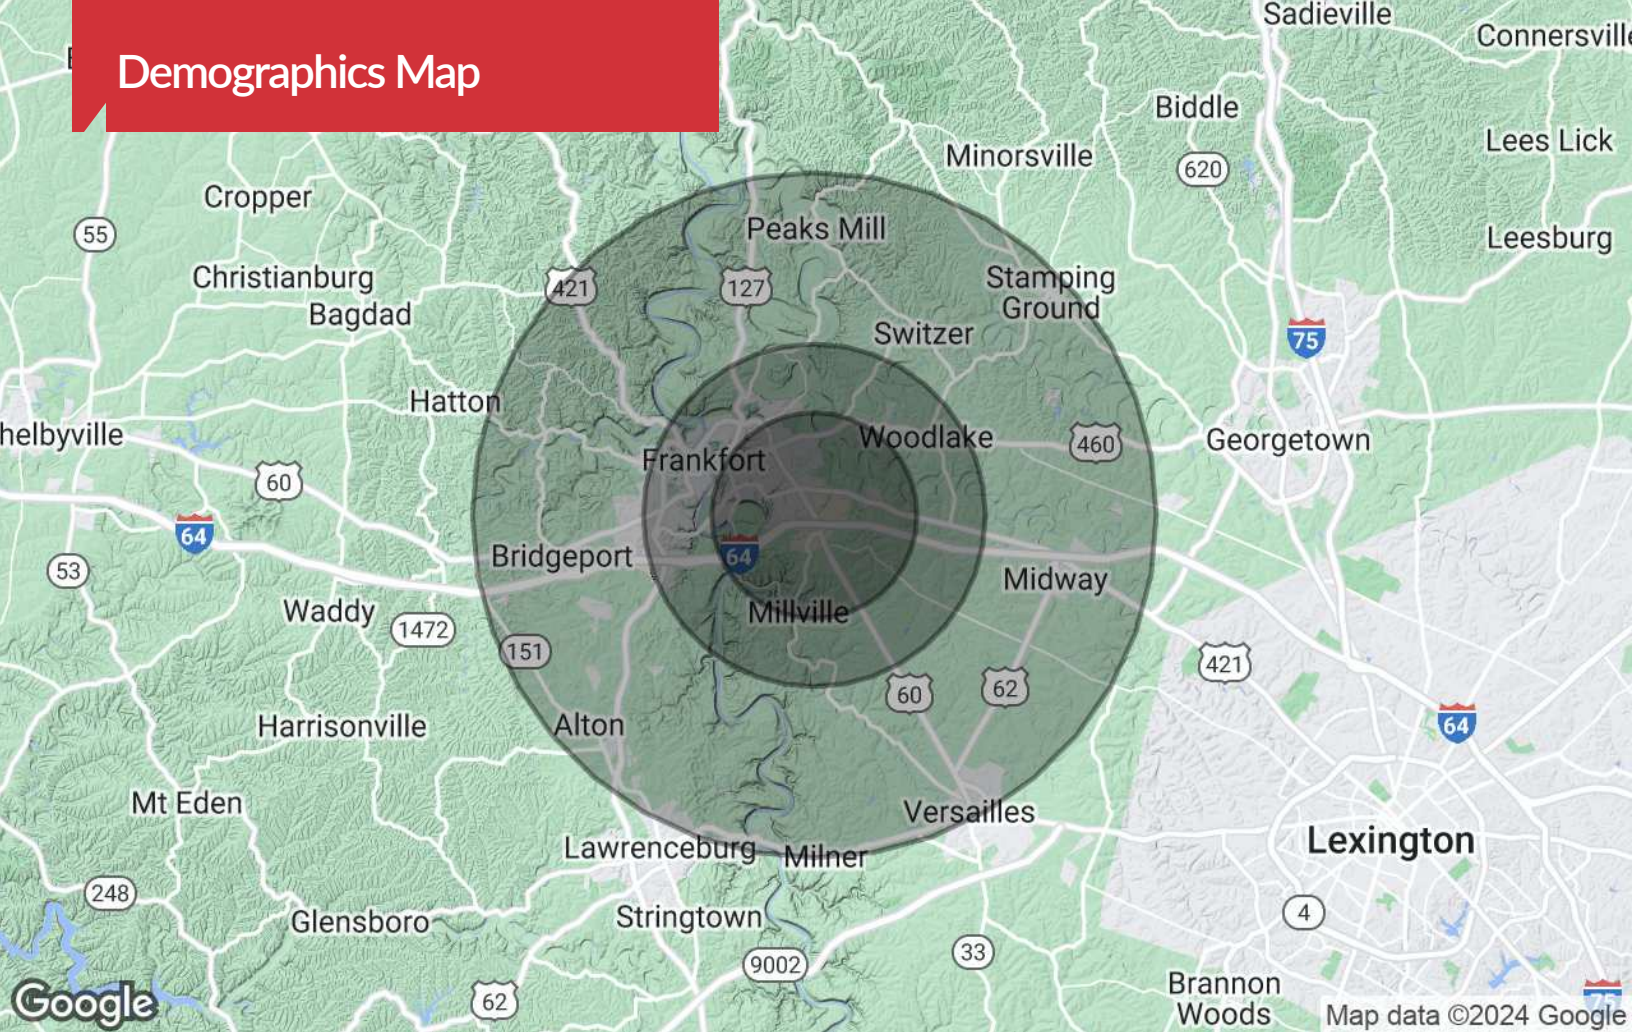 Demographics Map
Sadieville
Connersville
Biddle
Lees Lick
Minorsville
620
Cropper
55
Peaks Mill
Leesburg
Christianburg
421
127
Stamping
Ground
Bagdad
Switzer
75
Hatton
helbyville
Woodlake
460
Georgetown
Frankfort
60
64
Bridgeport
64
53
Midway
Waddy
1472
Millville
151
421
60
62
Harrisonville
Alton
64
Mt Eden
Versailles
Lawrenceburg
Milner
Lexington
248
Glensboro
Stringtown
4
33
9002
Brannon
Woods
62
75
Google
Map data ©2024 Google